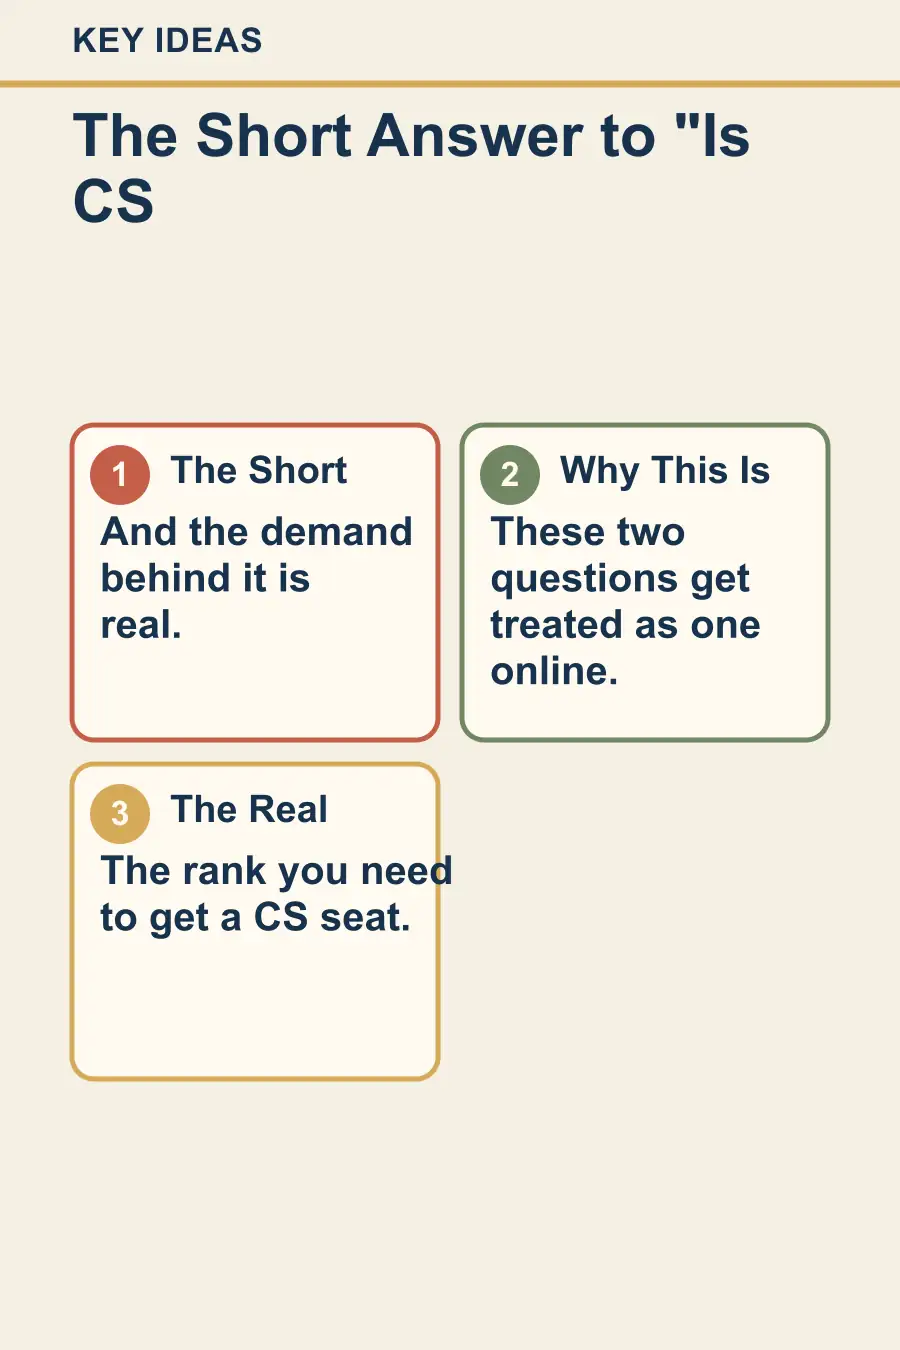 KEY IDEAS
The Short Answer to "Is
CS
1
The Short
And the demand
behind it is
real.
2
Why This Is
These two
questions get
treated as one
online.
3
The Real
The rank you need
to get a CS seat.